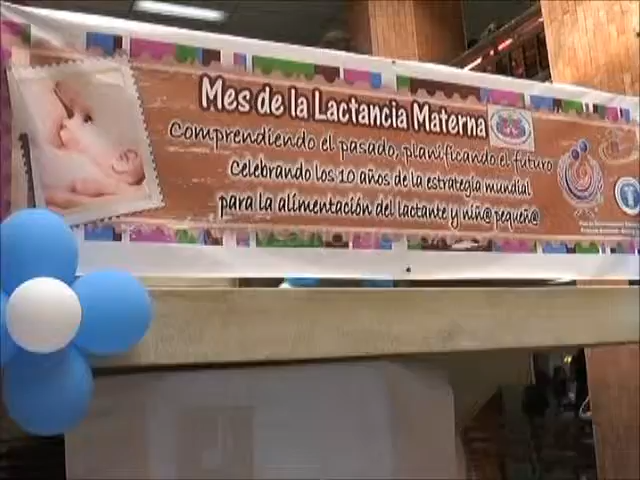 Mes de la Lactancia Materna
Comprendiendo el pasado, planificando el futuro
Celebrando los 10 años de la estrategia mundial
para la alimentación del lactante y niñ@ pequeñ@